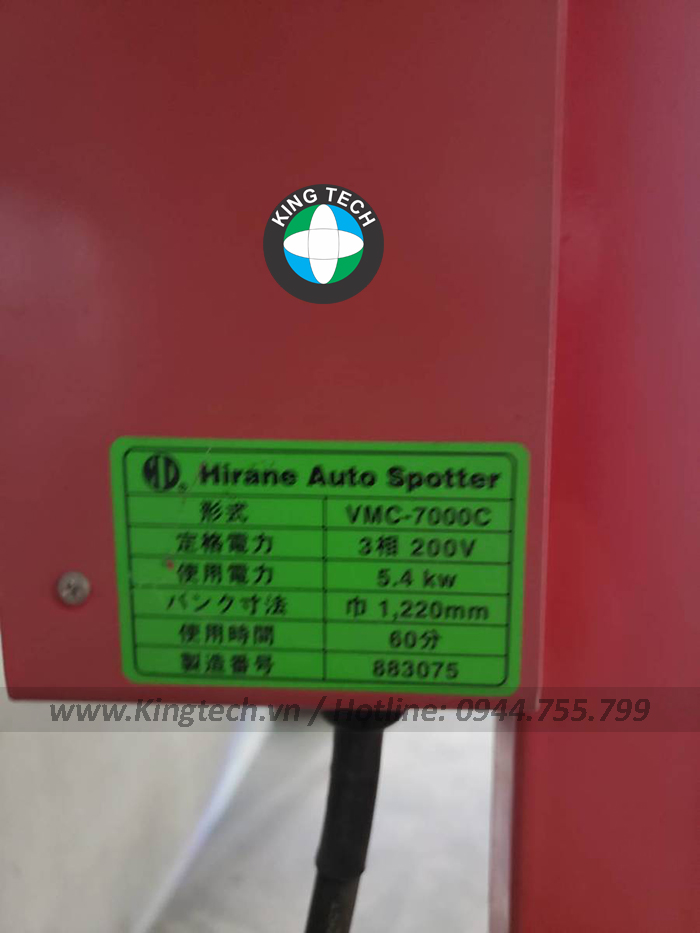 KING TECH
HD® Hirane Auto Spotter
形式 VMC-7000C
定格電力 3相 200V
使用電力 5.4 kw
バンク寸法 巾 1,220mm
使用時間 60分
製造番号 883075
www.Kingtech.vn / Hotline: 0944.755.799